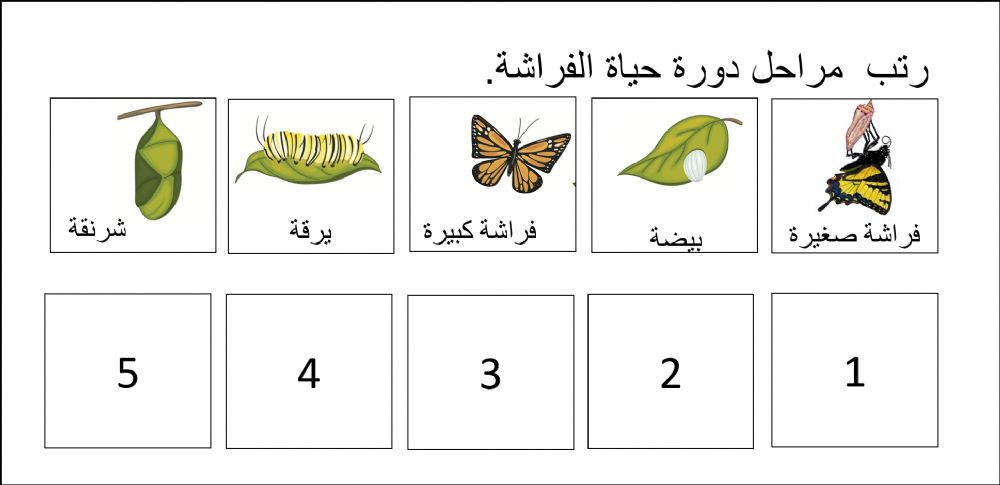 رتب مراحل دورة حياة الفراشة.
فراشة صغيرة
بيضة
فراشة كبيرة
يرقة
شرنقة
1
2
3
4
5